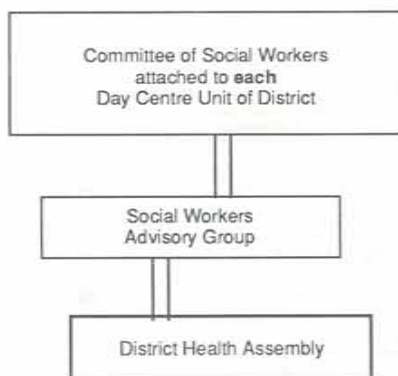 Committee of Social Workers
attached to each
Day Centre Unit of District
Social Workers
Advisory Group
District Health Assembly